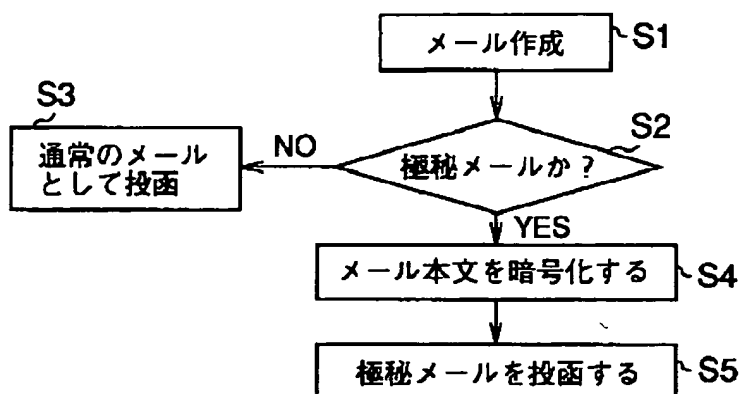 メール作成
S1
S3
S2
通常のメール
として投函
NO
極秘メールか?
YES
メール本文を暗号化する
S4
極秘メールを投函する
S5